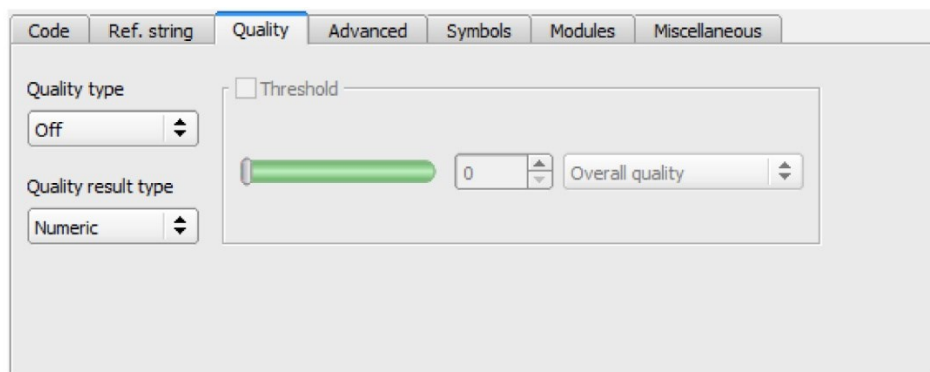 Code Ref. string Quality Advanced Symbols Modules Miscellaneous
Quality type
Off
Quality result type
Numeric
Threshold
0 Overall quality